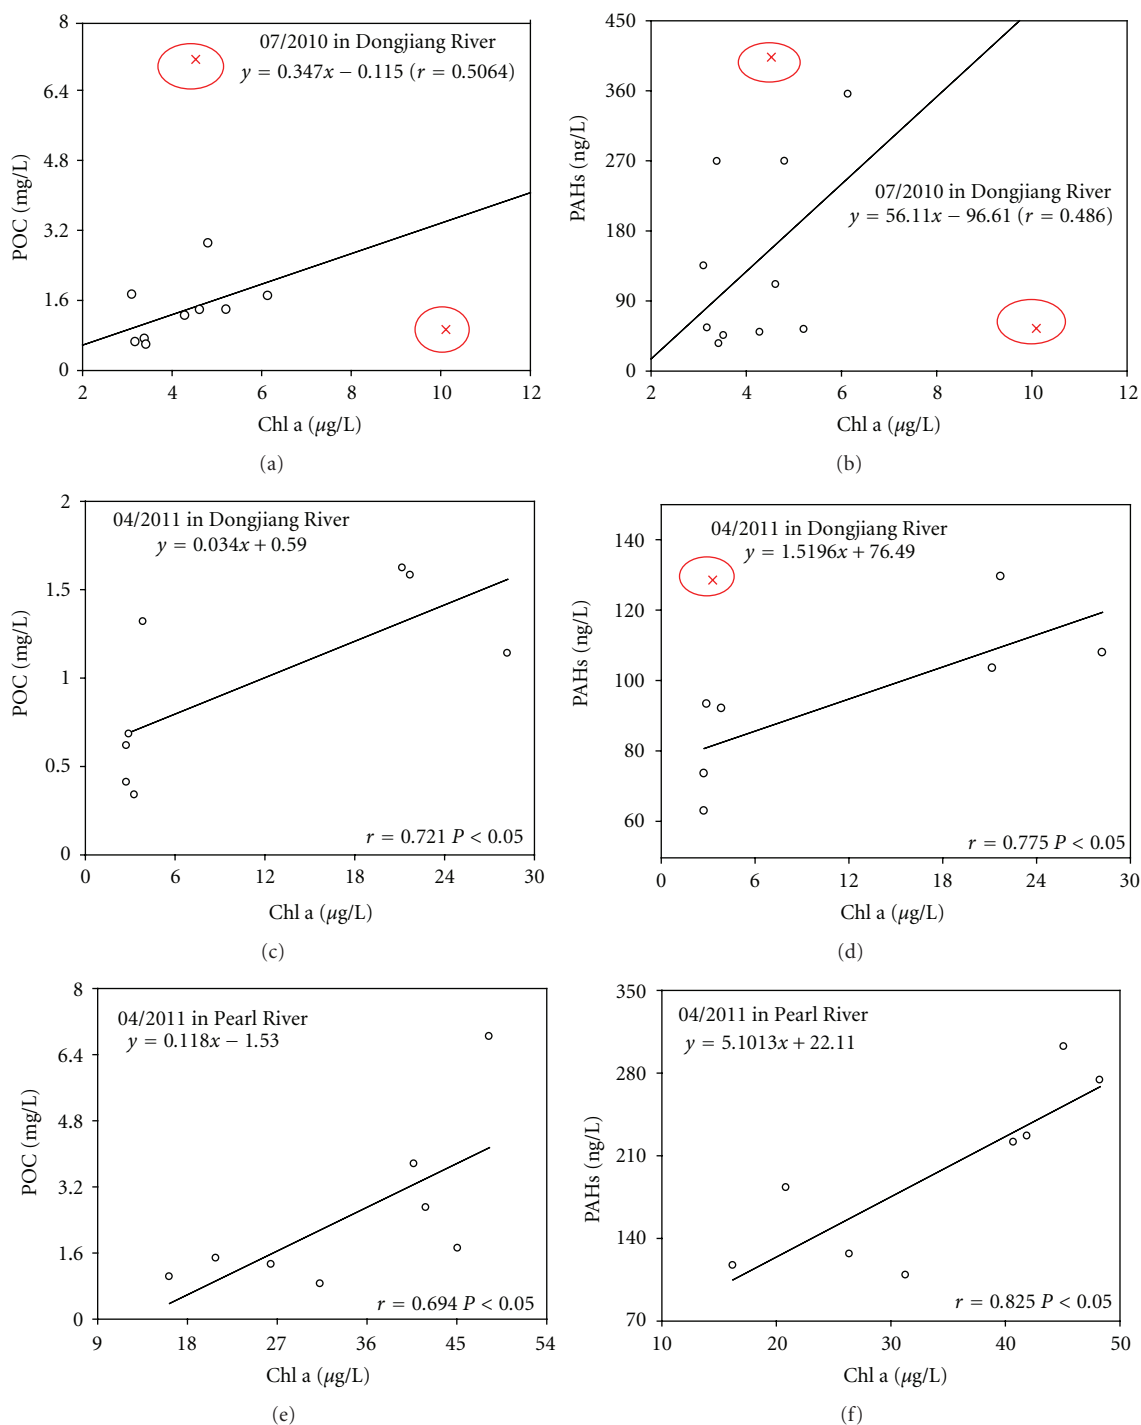 8
6.4
4.8
3.2
1.6
0
POC (mg/L)
07/2010 in Dongjiang River
y = 0.347x − 0.115 (r = 0.5064)
2 4 6 8 10 12
Chl a (μg/L)
(a)
450
360
270
180
90
0
PAHs (ng/L)
07/2010 in Dongjiang River
y = 56.11x − 96.61 (r = 0.486)
2 4 6 8 10 12
Chl a (μg/L)
(b)
2
1.5
1
0.5
0
POC (mg/L)
04/2011 in Dongjiang River
y = 0.034x + 0.59
r = 0.721 P < 0.05
0 6 12 18 24 30
Chl a (μg/L)
(c)
140
120
100
80
60
PAHs (ng/L)
04/2011 in Dongjiang River
y = 1.5196x + 76.49
r = 0.775 P < 0.05
0 6 12 18 24 30
Chl a (μg/L)
(d)
8
6.4
4.8
3.2
1.6
0
POC (mg/L)
04/2011 in Pearl River
y = 0.118x − 1.53
r = 0.694 P < 0.05
9 18 27 36 45 54
Chl a (μg/L)
(e)
350
280
210
140
70
PAHs (ng/L)
04/2011 in Pearl River
y = 5.1013x + 22.11
r = 0.825 P < 0.05
10 20 30 40 50
Chl a (μg/L)
(f)